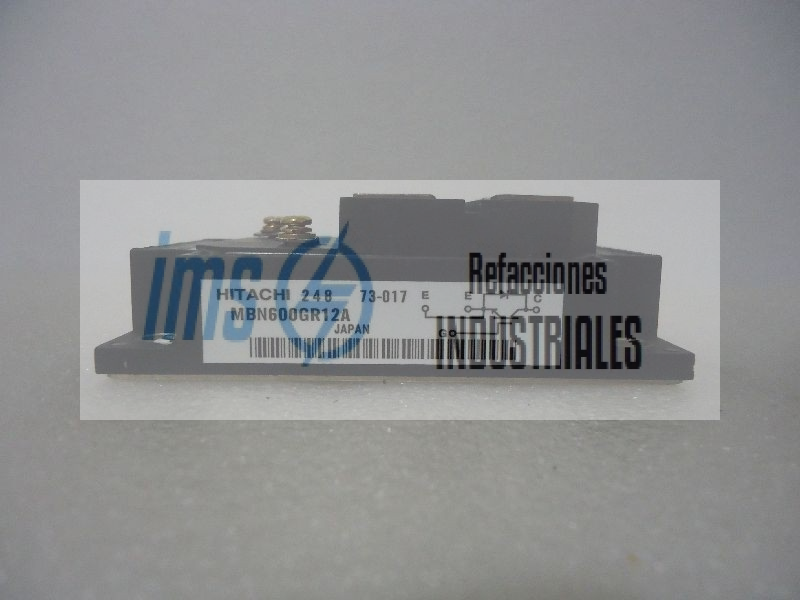 lms
Refacciones
INDUSTRIALES
HITACHI 248 73-017
MBN600GR12A
JAPAN
E E C
G